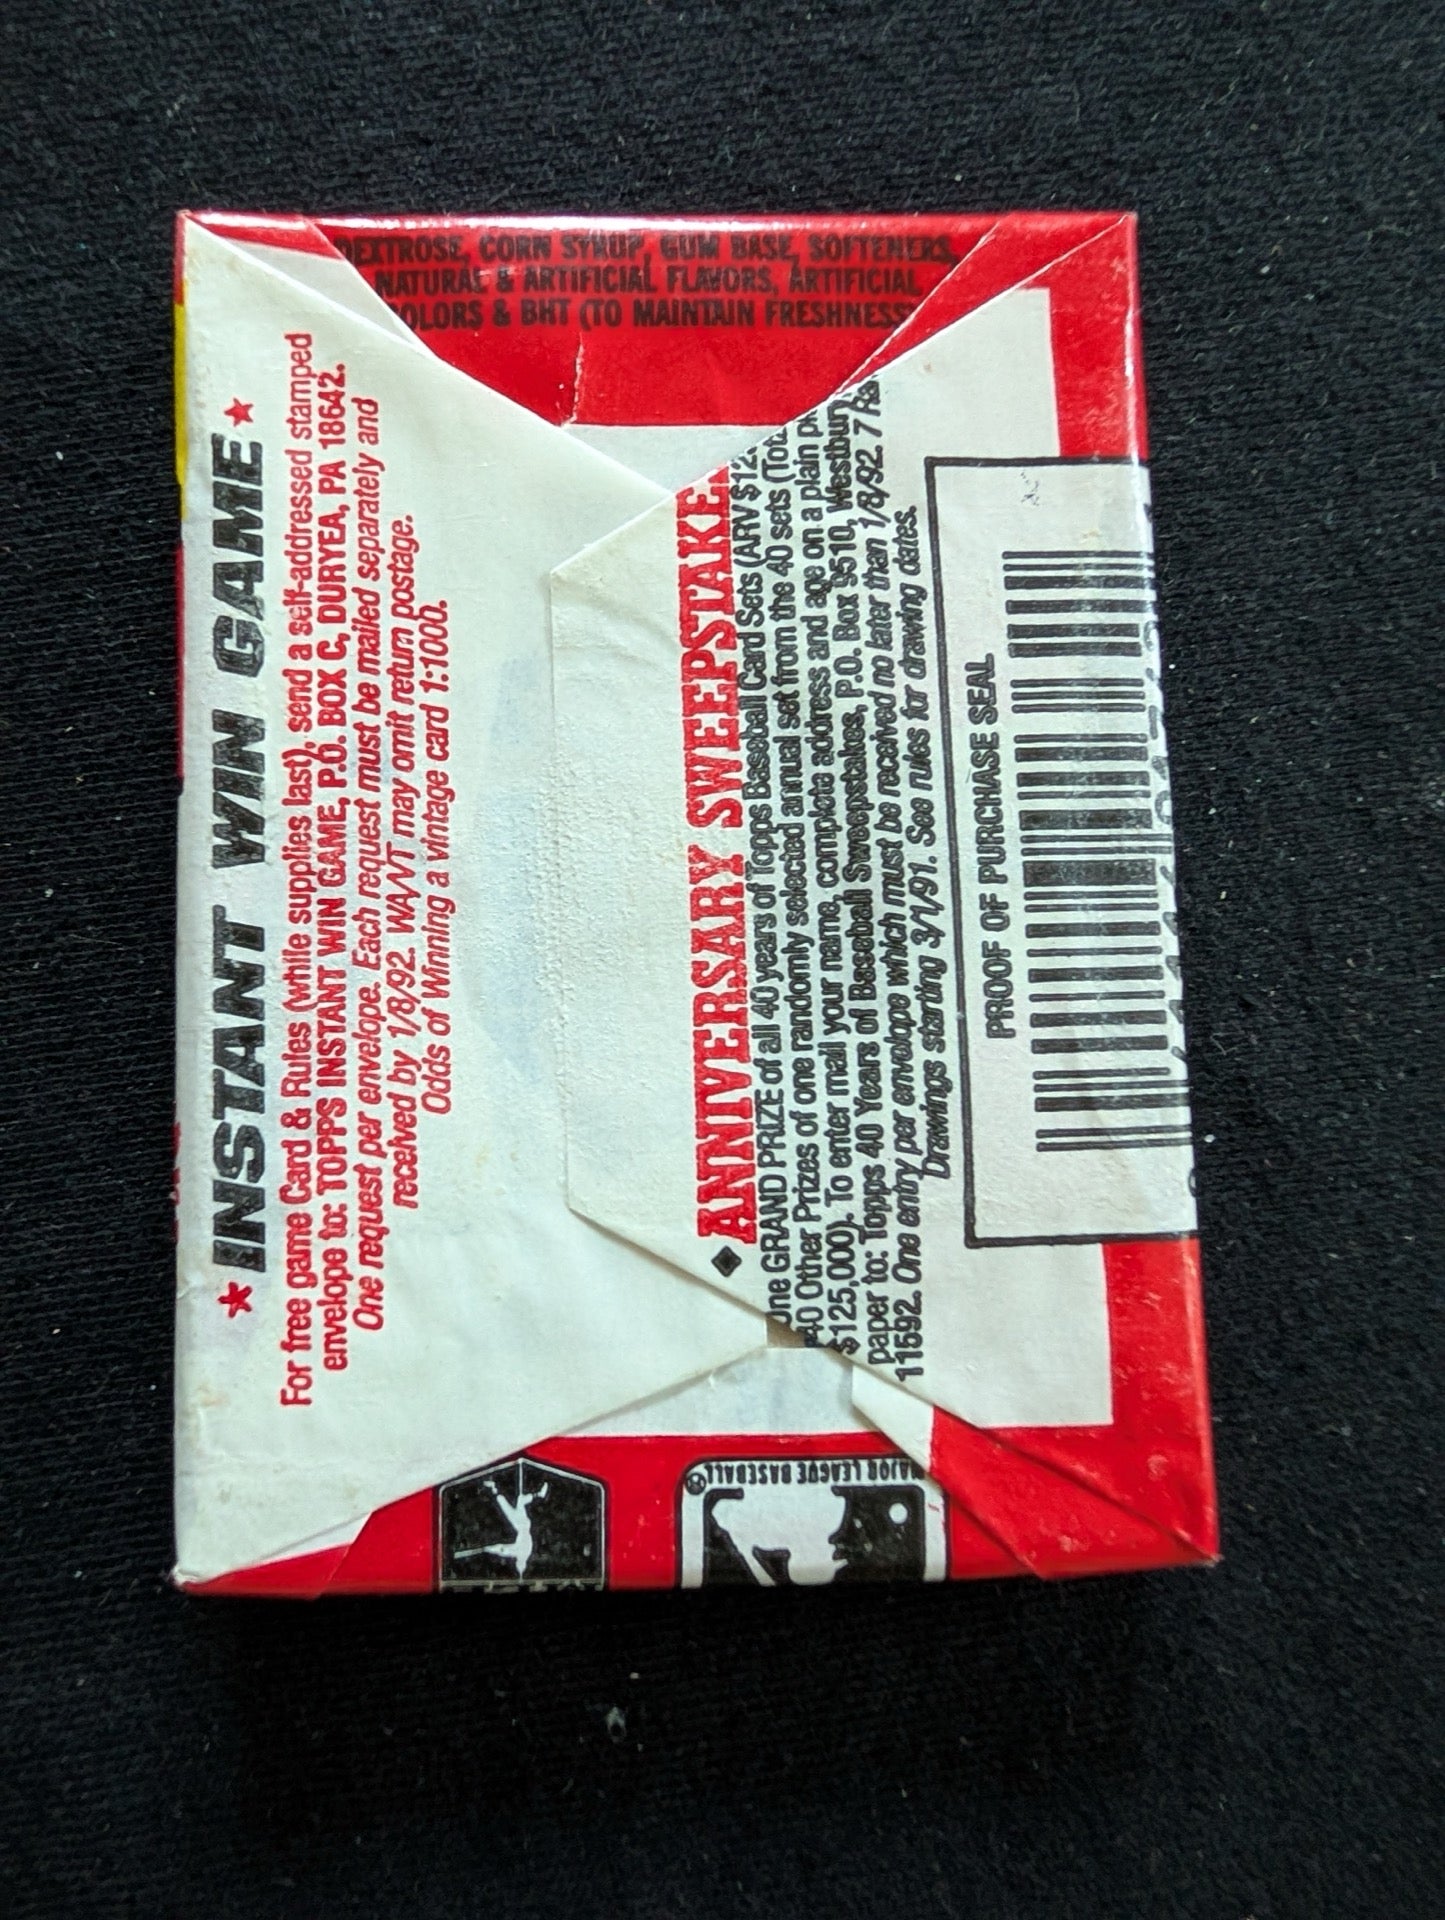 DEXTROSE, CORN SYRUP, GUM BASE, SOFTENERS,
NATURAL & ARTIFICIAL FLAVORS, ARTIFICIAL
OLORS & BHT (TO MAINTAIN FRESHNESS)
★ INSTANT WIN GAME ★
For free game Card & Rules (while supplies last), send a self-addressed stamped
envelope to: TOPPS INSTANT WIN GAME, P.O. BOX C, DURYEA, PA 18642.
One request per envelope. Each request must be mailed separately and
received by 1/8/92. WA/VT may omit return postage.
Odds of Winning a vintage card 1:1000.
◆ ANNIVERSARY SWEEPSTAKE
One GRAND PRIZE of all 40 years of Topps Baseball Card Sets (ARV $12
40 Other Prizes of one randomly selected annual set from the 40 sets (Tota
$125,000). To enter mail your name, complete address and age on a plain pi
paper to: Topps 40 Years of Baseball Sweepstakes, P.O. Box 9510, Westbury,
11592. One entry per envelope which must be received no later than 1/8/92. 7 Ra
Drawings starting 3/1/91. See rules for drawing dates.
PROOF OF PURCHASE SEAL
MAJOR LEAGUE BASEBALL